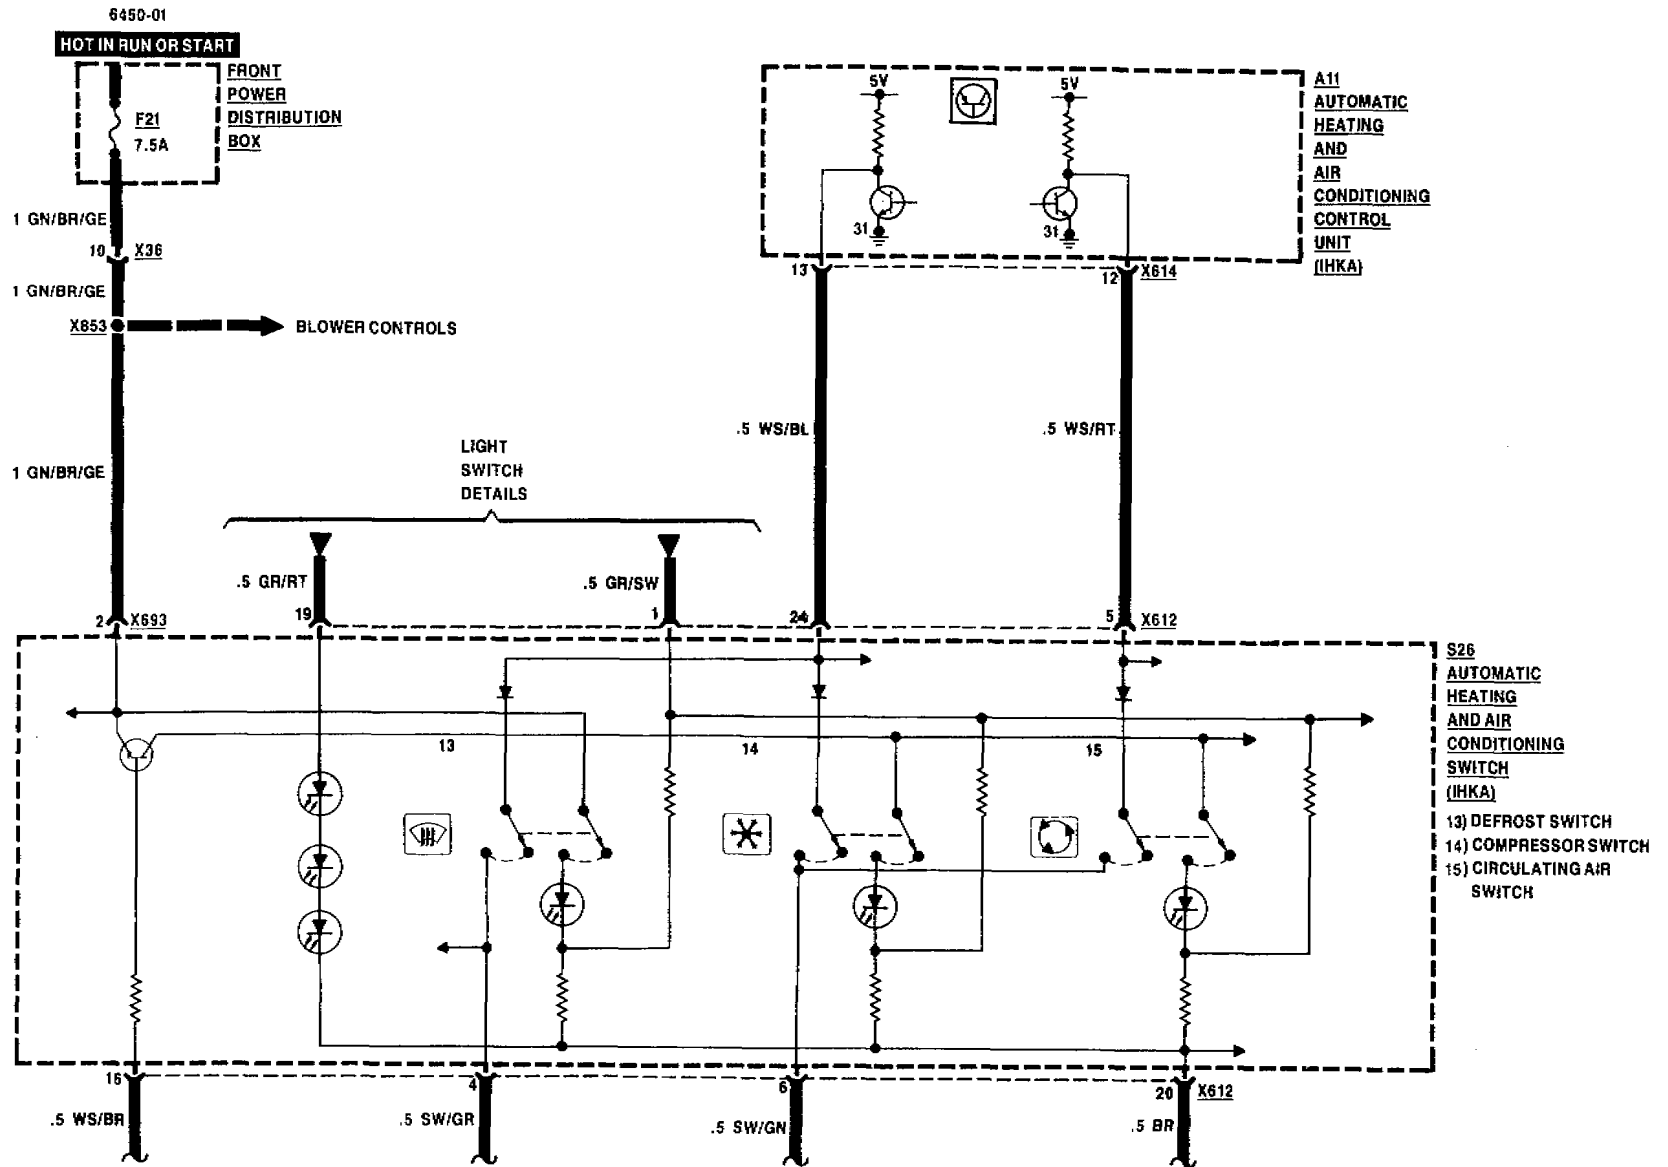 6450-01
HOT IN RUN OR START
FRONT
POWER
DISTRIBUTION
BOX
F21
7.5A
1 GN/BR/GE
10 X36
1 GN/BR/GE
X853
BLOWER CONTROLS
1 GN/BR/GE
LIGHT
SWITCH
DETAILS
.5 GR/RT
.5 GR/SW
5V
5V
31
31
A11
AUTOMATIC
HEATING
AND
AIR
CONDITIONING
CONTROL
UNIT
(IHKA)
13
12 X614
.5 WS/BL
.5 WS/RT
2 X693
19
1
24
5 X612
S26
AUTOMATIC
HEATING
AND AIR
CONDITIONING
SWITCH
(IHKA)
13) DEFROST SWITCH
14) COMPRESSOR SWITCH
15) CIRCULATING AIR
SWITCH
13
14
15
16
4
6
20 X612
.5 WS/BR
.5 SW/GR
.5 SW/GN
.5 BR